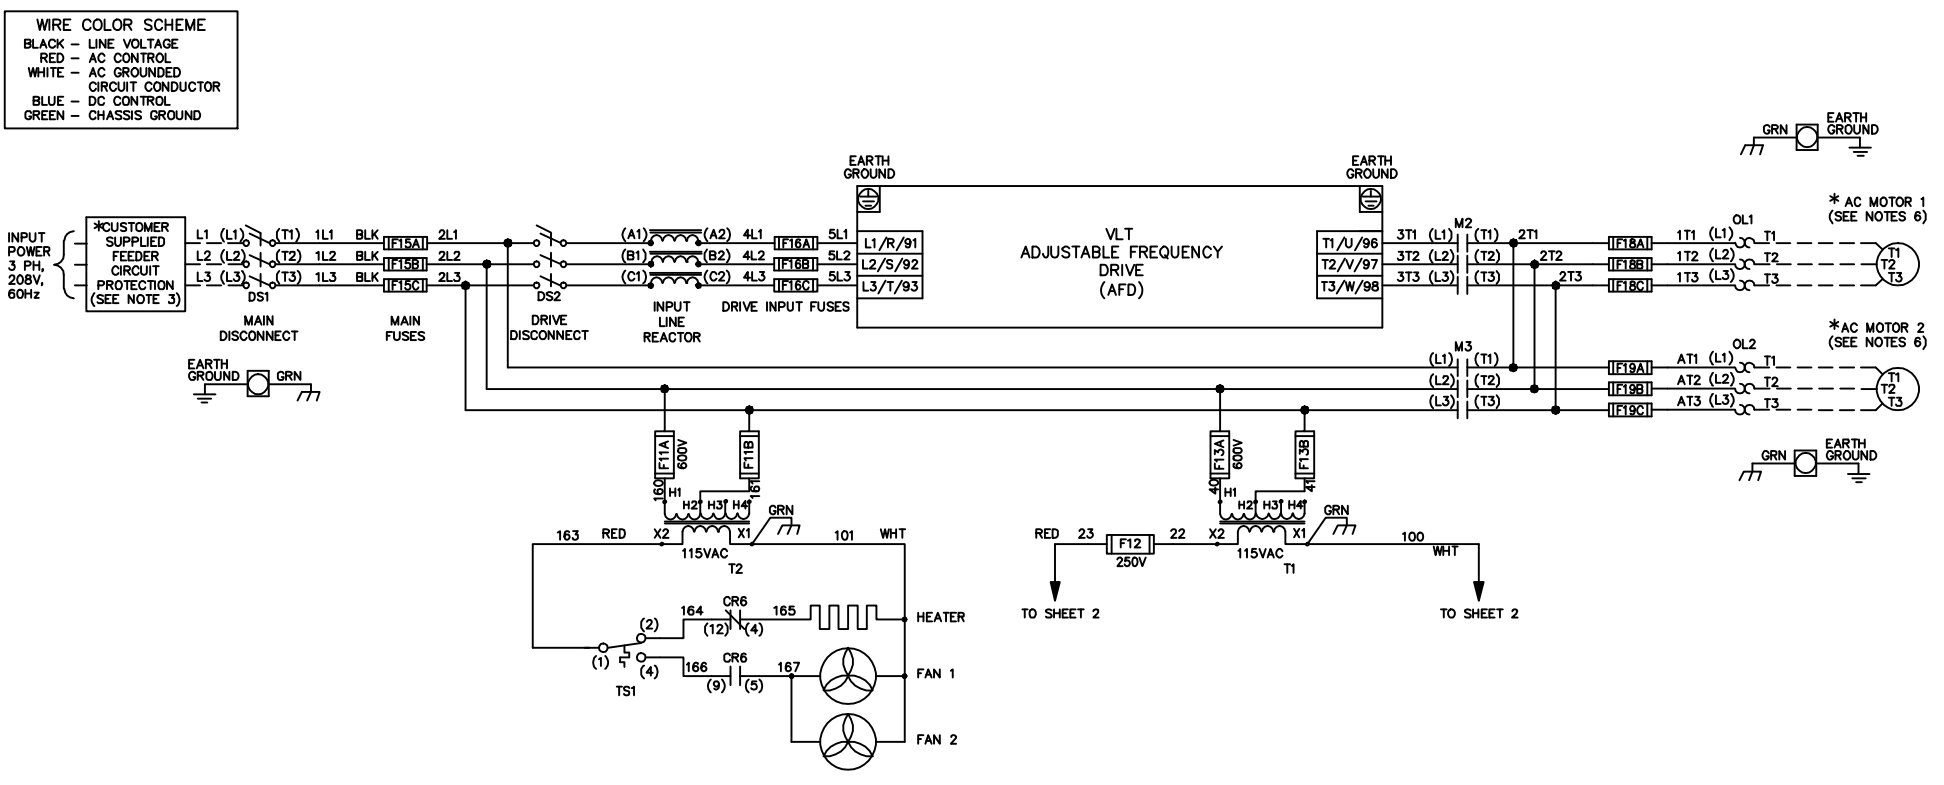 WIRE COLOR SCHEME
BLACK - LINE VOLTAGE
RED - AC CONTROL
WHITE - AC GROUNDED
CIRCUIT CONDUCTOR
BLUE - DC CONTROL
GREEN - CHASSIS GROUND
INPUT
POWER
3 PH,
208V,
60Hz
*CUSTOMER
SUPPLIED
FEEDER
CIRCUIT
PROTECTION
(SEE NOTE 3)
L1 (L1) (T1) 1L1 BLK F15A 2L1
L2 (L2) (T2) 1L2 BLK F15B 2L2
L3 (L3) (T3) 1L3 BLK F15C 2L3
DS1
MAIN
DISCONNECT
MAIN
FUSES
DS2
DRIVE
DISCONNECT
(A1) (A2) 4L1 F16A 5L1
(B1) (B2) 4L2 F16B 5L2
(C1) (C2) 4L3 F16C 5L3
INPUT
LINE
REACTOR
DRIVE INPUT FUSES
EARTH
GROUND
EARTH
GROUND
L1/R/91
L2/S/92
L3/T/93
VLT
ADJUSTABLE FREQUENCY
DRIVE
(AFD)
T1/U/96
T2/V/97
T3/W/98
M2
3T1 (L1) (T1) 2T1 F18A 1T1 (L1) T1
3T2 (L2) (T2) 2T2 F18B 1T2 (L2) T2
3T3 (L3) (T3) 2T3 F18C 1T3 (L3) T3
OL1
GRN
EARTH
GROUND
* AC MOTOR 1
(SEE NOTES 6)
T1
T2
T3
M3
(L1) (T1) F19A AT1 (L1) T1
(L2) (T2) F19B AT2 (L2) T2
(L3) (T3) F19C AT3 (L3) T3
OL2
* AC MOTOR 2
(SEE NOTES 6)
T1
T2
T3
GRN
EARTH
GROUND
EARTH
GROUND
GRN
F11A
600V
F11B
160
161
H1 H2 H3 H4
GRN
163 RED X2 X1 101 WHT
115VAC
T2
F13A
600V
F13B
40
41
H1 H2 H3 H4
GRN
RED 23 F12 22 X2 X1 100
WHT
250V
115VAC
T1
TO SHEET 2
TO SHEET 2
164 CR6 165 HEATER
(2) (12) (4)
(1)
(4)
TS1
166 CR6 167 FAN 1
(9) (5)
FAN 2